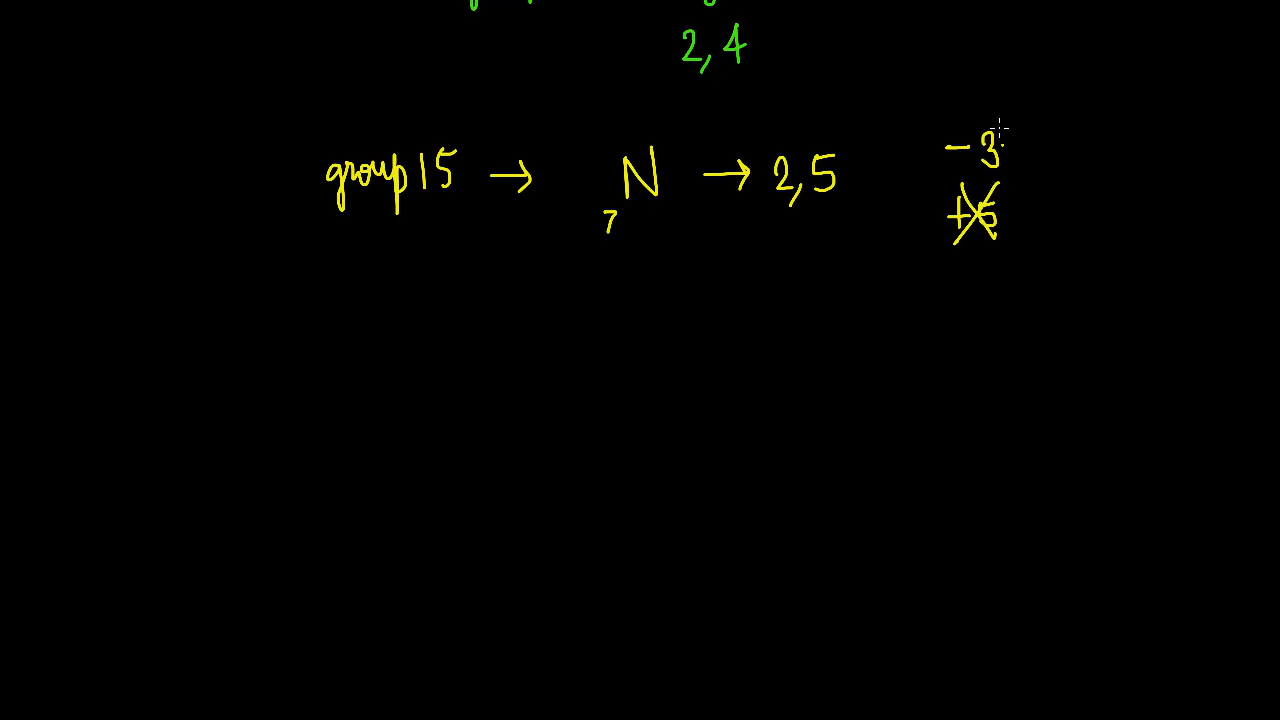 2, 4
group 15 → ₇N → 2, 5
-3
+5